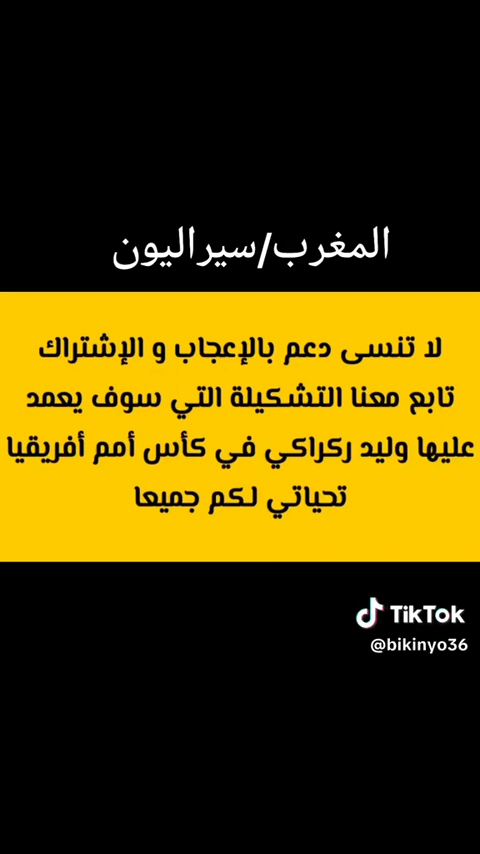 المغرب/سيراليون
لا تنسى دعم بالإعجاب و الإشتراك
تابع معنا التشكيلة التي سوف يعمد
عليها وليد ركراكي في كأس أمم أفريقيا
تحياتي لكم جميعا
TikTok
@bikinyo36